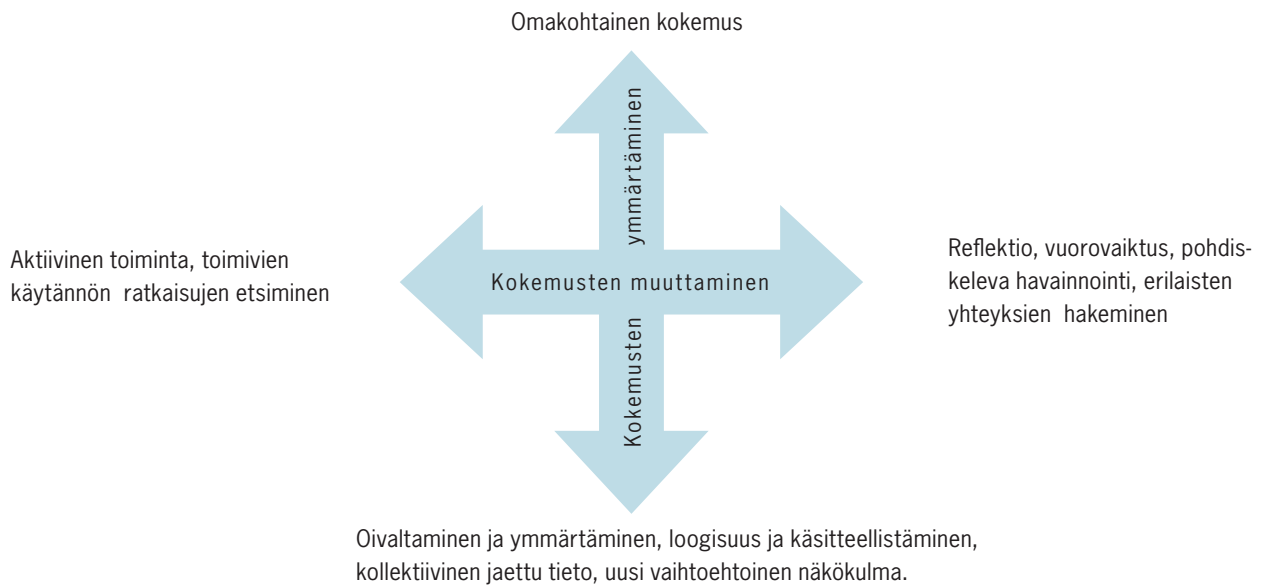 Omakohtainen kokemus
Kokemusten ymmärtäminen
Aktiivinen toiminta, toimivien
käytännön ratkaisujen etsiminen
Kokemusten muuttaminen
Reflektio, vuorovaiktus, pohdis-
keleva havainnointi, erilaisten
yhteyksien hakeminen
Oivaltaminen ja ymmärtäminen, loogisuus ja käsitteellistäminen,
kollektiivinen jaettu tieto, uusi vaihtoehtoinen näkökulma.